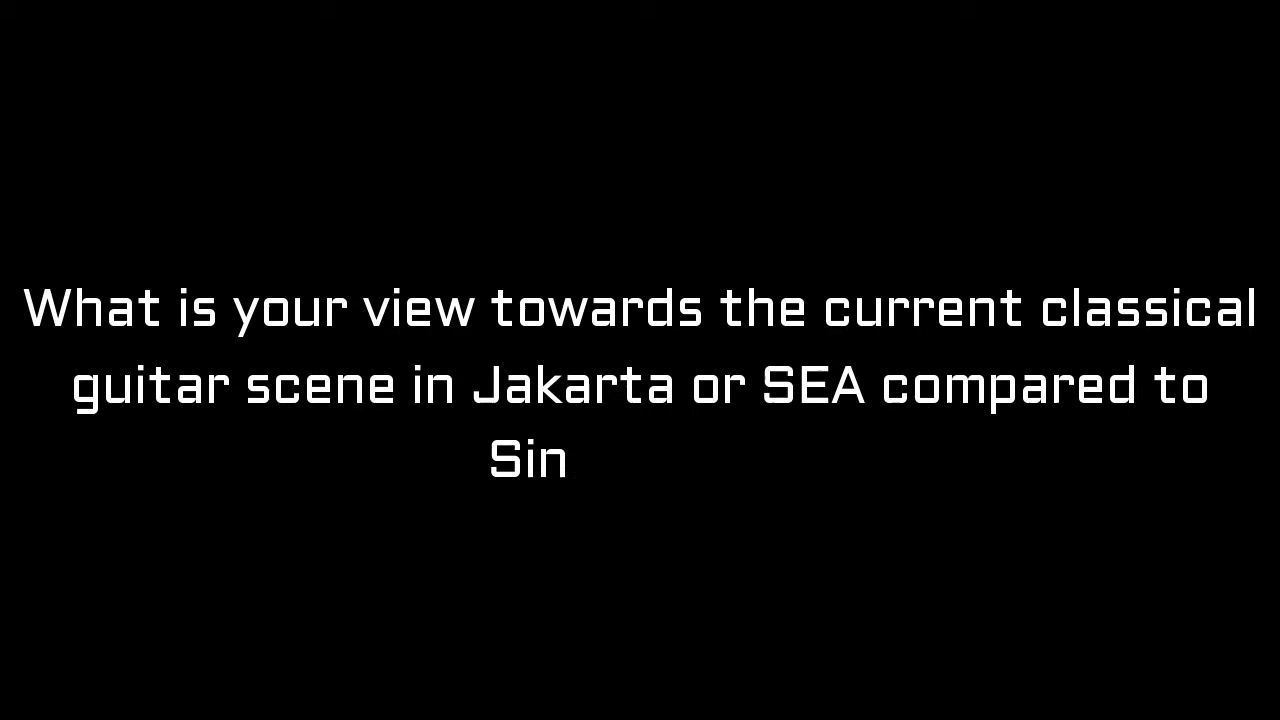 What is your view towards the current classical
guitar scene in Jakarta or SEA compared to
Sin